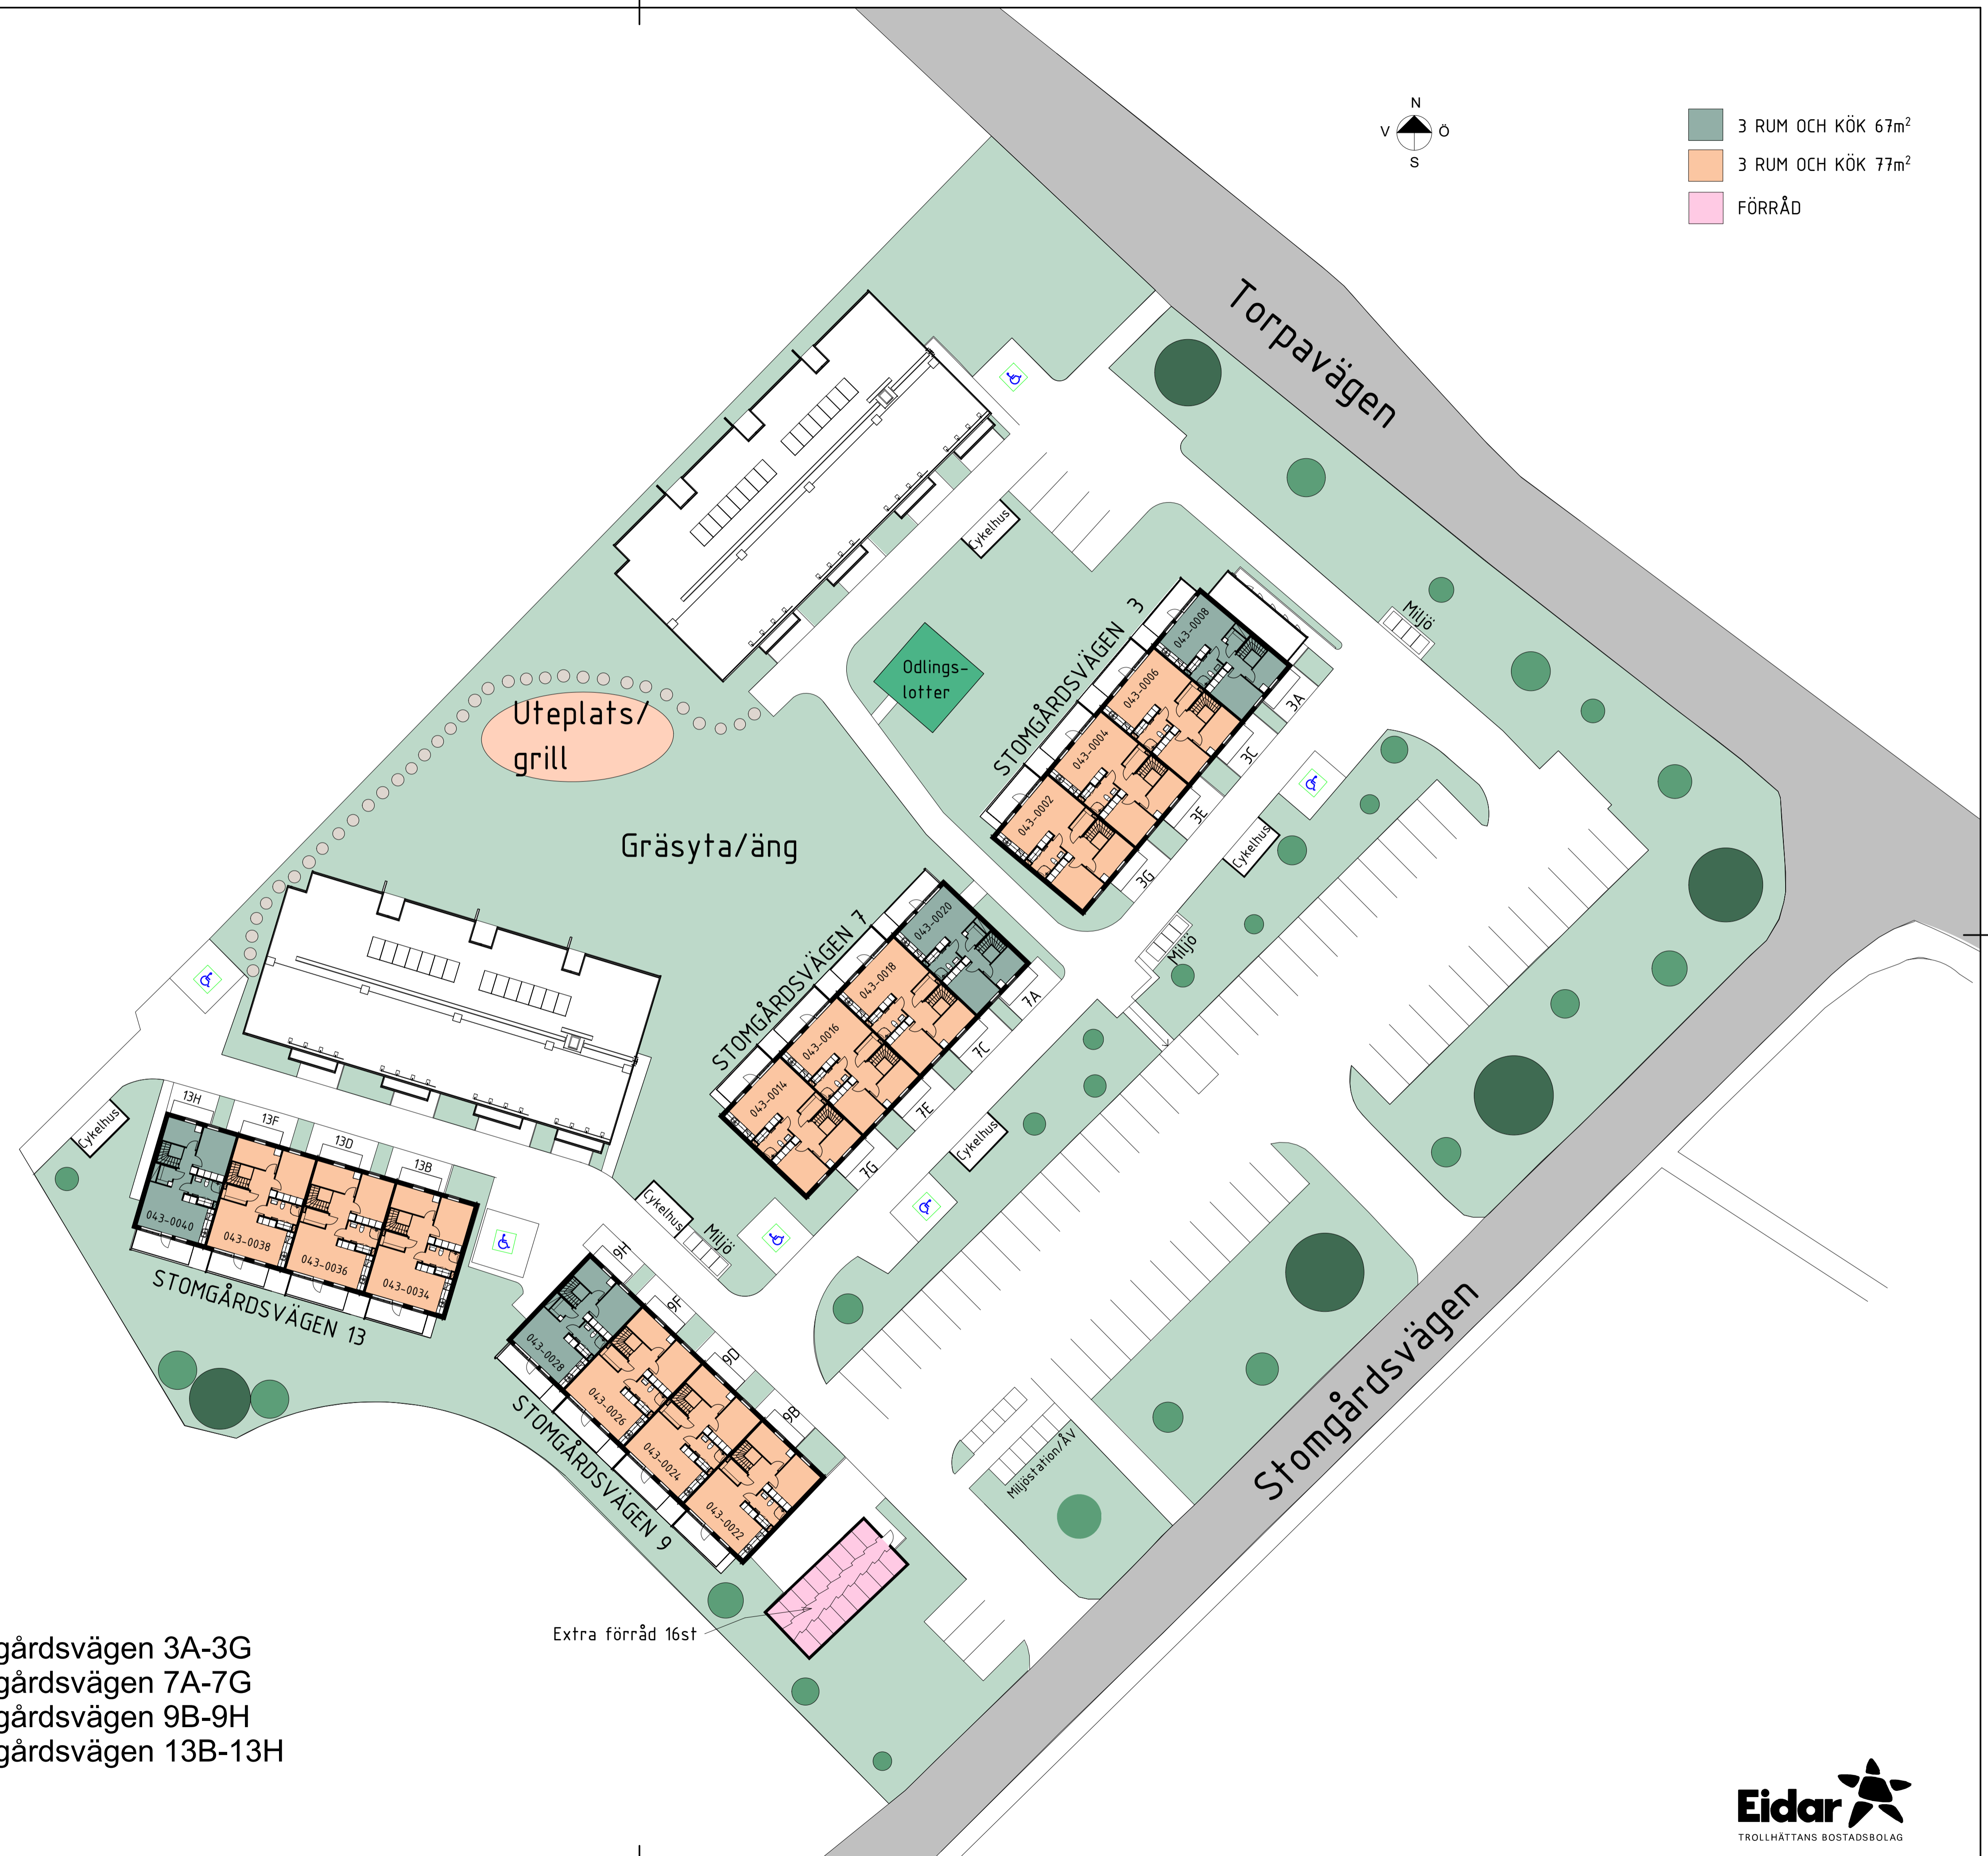 N
V Ö
S
3 RUM OCH KÖK 67m²
3 RUM OCH KÖK 77m²
FÖRRÅD
Torpavägen
Cykelhus
Miljö
Odlings-
lotter
STOMGÅRDSVÄGEN 3
043-0008
043-0006
043-0004
043-0002
3A
3C
3E
3G
Uteplats/
grill
Gräsyta/äng
Cykelhus
Miljö
STOMGÅRDSVÄGEN 7
043-0020
043-0018
043-0016
043-0014
7A
7C
7E
7G
Cykelhus
Cykelhus
13H
13F
13D
13B
043-0040
043-0038
043-0036
043-0034
STOMGÅRDSVÄGEN 13
Cykelhus
Miljö
9H
9F
9D
9B
043-0028
043-0026
043-0024
043-0022
STOMGÅRDSVÄGEN 9
Miljöstation/ÅV
Stomgårdsvägen
Extra förråd 16st
gårdsvägen 3A-3G
gårdsvägen 7A-7G
gårdsvägen 9B-9H
gårdsvägen 13B-13H
Eidar
TROLLHÄTTANS BOSTADSBOLAG